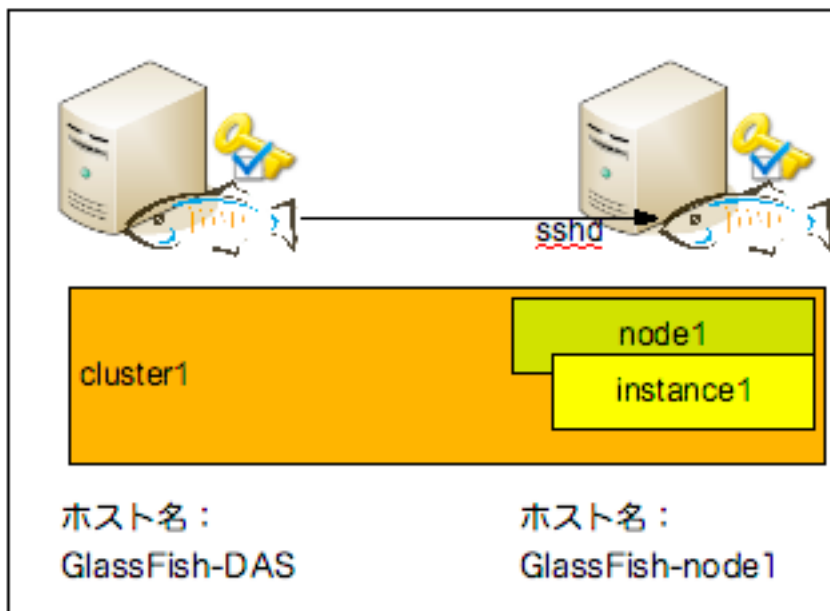 sshd
cluster1
node1
instance1
ホスト名：
GlassFish-DAS
ホスト名：
GlassFish-node1